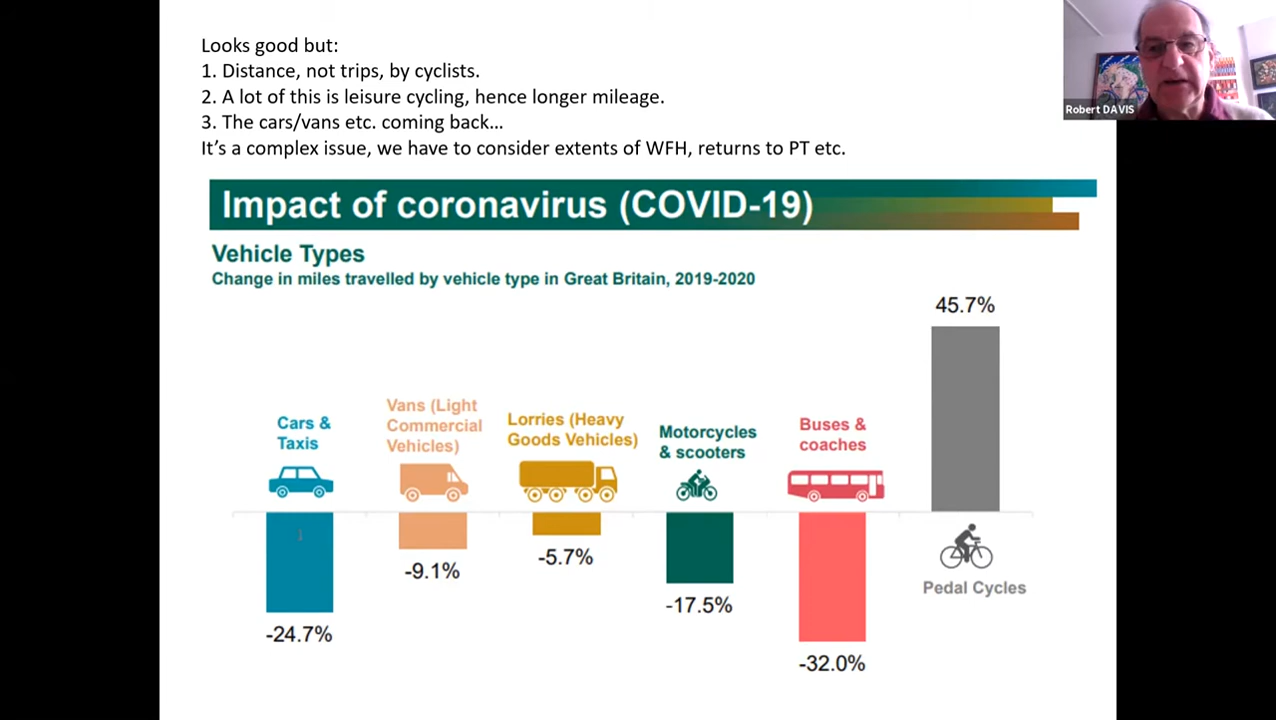 Looks good but:
1. Distance, not trips, by cyclists.
2. A lot of this is leisure cycling, hence longer mileage.
3. The cars/vans etc. coming back...
It's a complex issue, we have to consider extents of WFH, returns to PT etc.
Robert DAVIS
Impact of coronavirus (COVID-19)
Vehicle Types
Change in miles travelled by vehicle type in Great Britain, 2019-2020
Cars &
Taxis
-24.7%
Vans (Light
Commercial
Vehicles)
-9.1%
Lorries (Heavy
Goods Vehicles)
-5.7%
Motorcycles
& scooters
-17.5%
Buses &
coaches
-32.0%
45.7%
Pedal Cycles